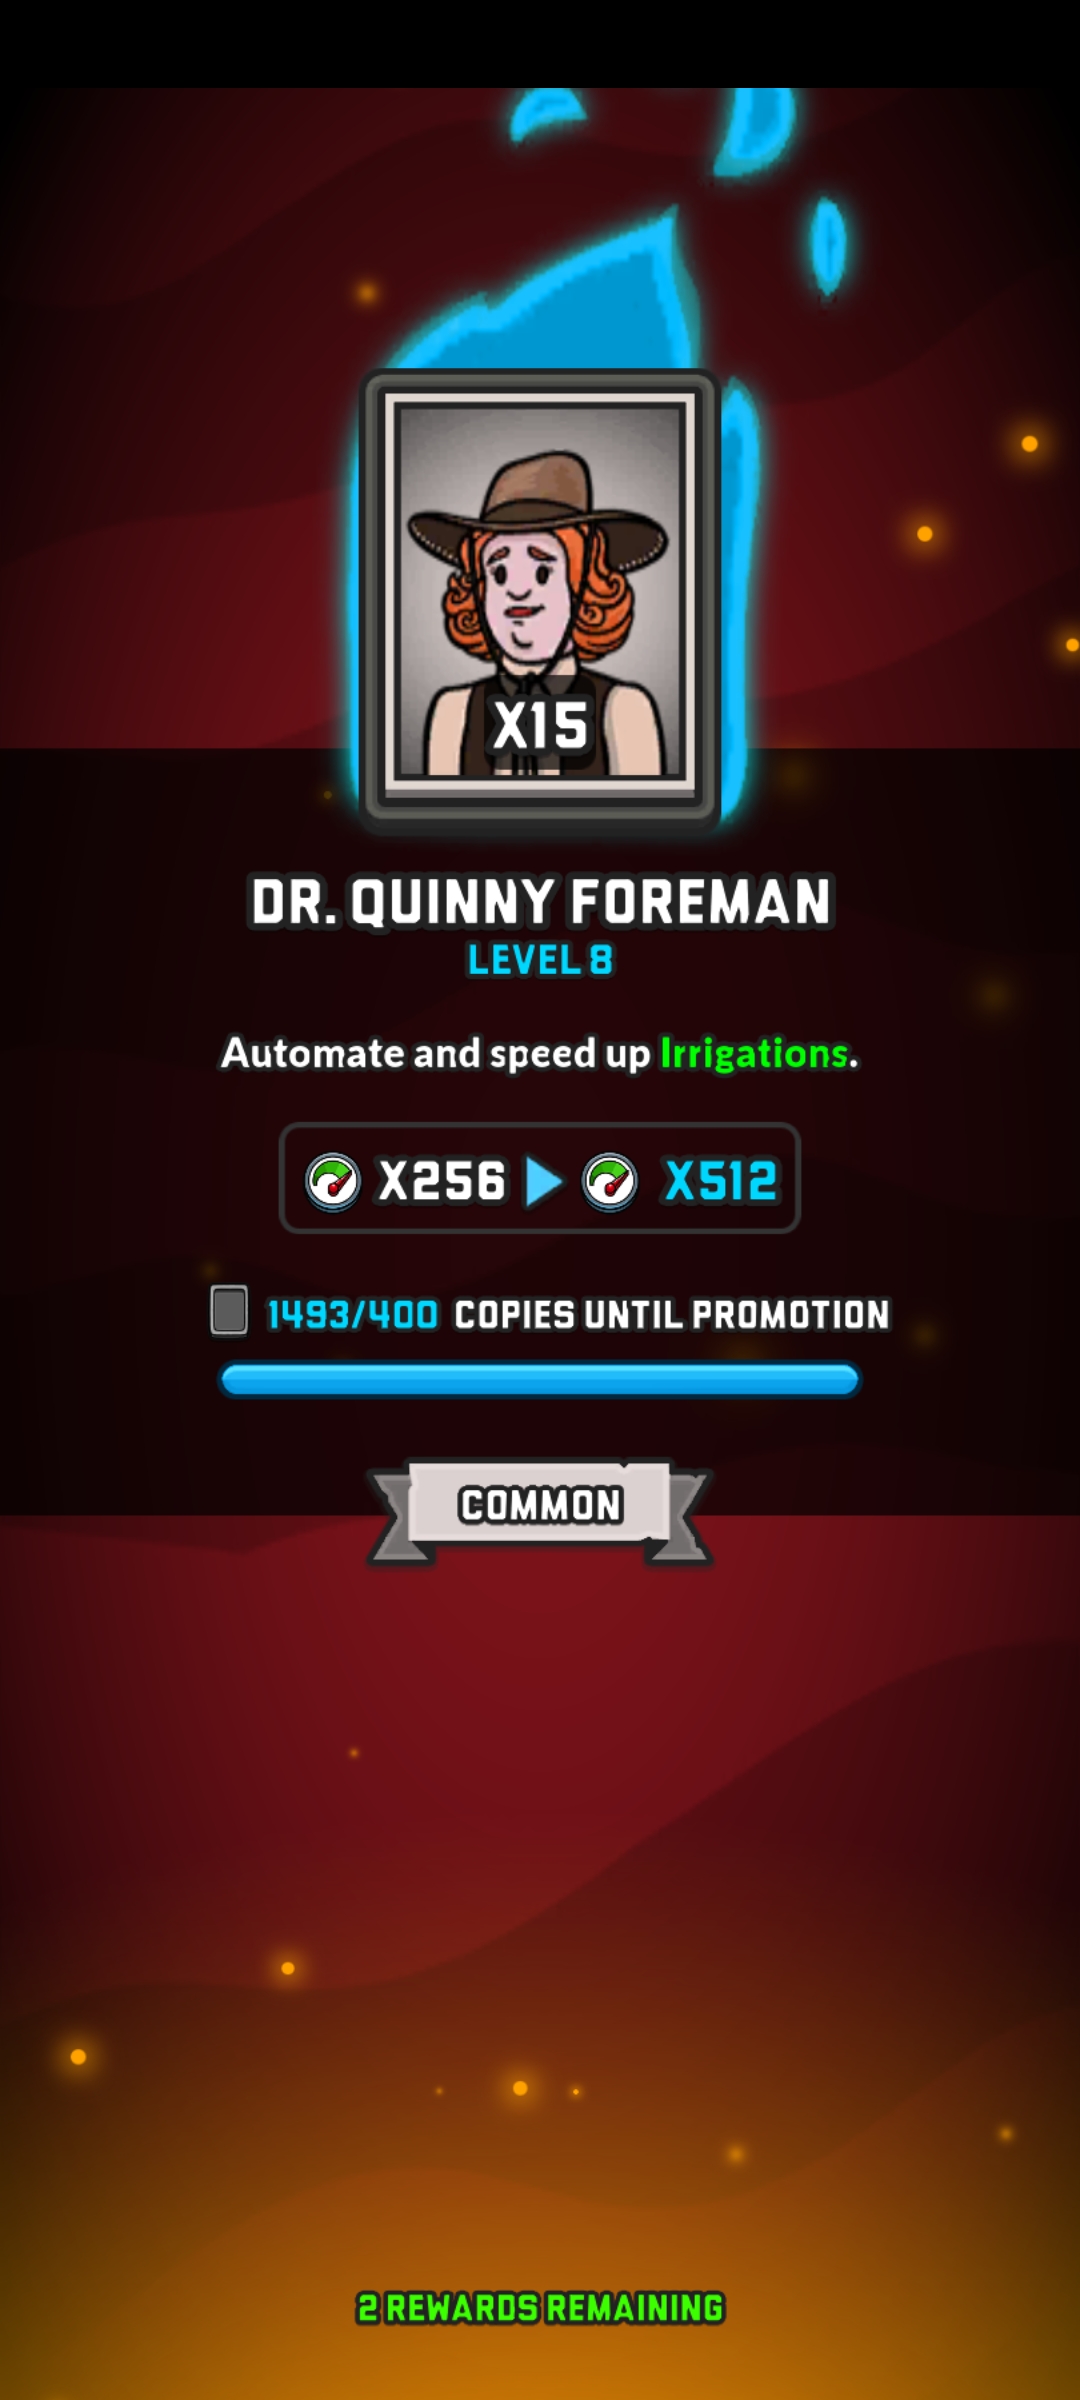 X15
DR. QUINNY FOREMAN
LEVEL 8
Automate and speed up Irrigations.
X256 X512
1493/400 COPIES UNTIL PROMOTION
COMMON
2 REWARDS REMAINING